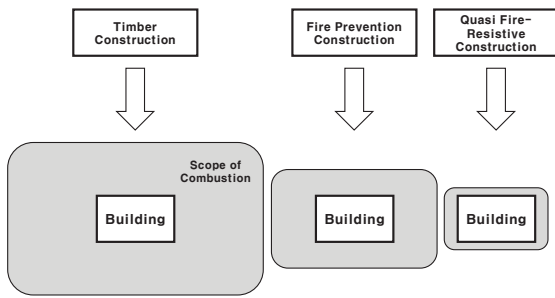 Timber
Construction
Fire Prevention
Construction
Quasi Fire-
Resistive
Construction
Scope of
Combustion
Building
Building
Building